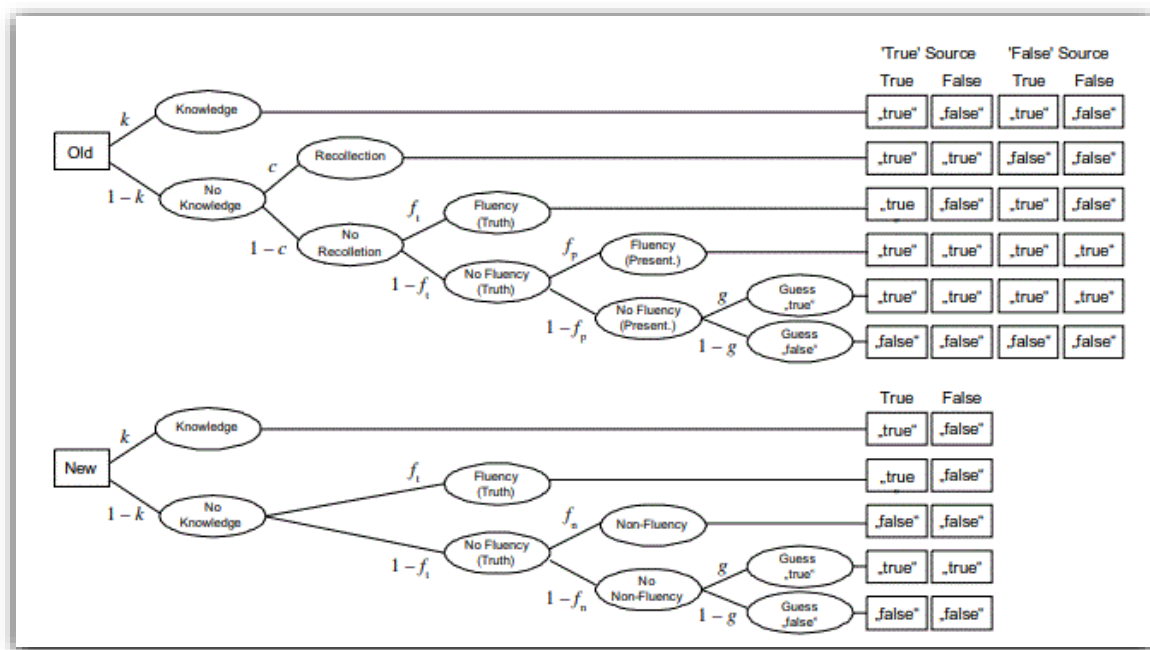 'True' Source 'False' Source
True False True False
k Knowledge „true“ „false“ „true“ „false“
Old
c Recollection „true“ „true“ „false“ „false“
1 – k No Knowledge
f_t Fluency (Truth) „true „false“ „true“ „false“
1 – c No Recolletion
f_p Fluency (Present.) „true“ „true“ „true“ „true“
1 – f_t No Fluency (Truth)
g Guess „true“ „true“ „true“ „true“ „true“
1 – f_p No Fluency (Present.)
1 – g Guess „false“ „false“ „false“ „false“ „false“
True False
k Knowledge „true“ „false“
New
f_t Fluency (Truth) „true „false“
1 – k No Knowledge
f_n Non-Fluency „false“ „false“
1 – f_t No Fluency (Truth)
g Guess „true“ „true“ „true“
1 – f_n No Non-Fluency
1 – g Guess „false“ „false“ „false“